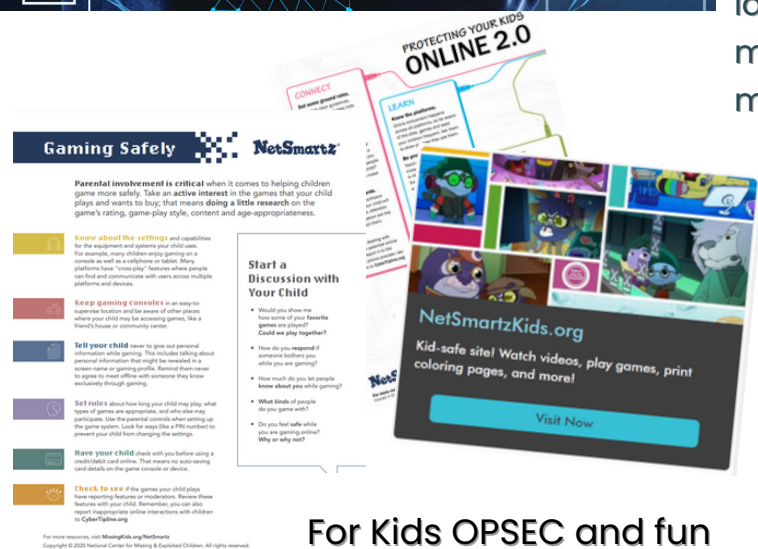 PROTECTING YOUR KIDS
ONLINE 2.0
CONNECT
Set some ground rules.
LEARN
Know the platforms.
Gaming Safely
NetSmartz
Parental involvement is critical when it comes to helping children
game more safely. Take an active interest in the games that your child
plays and wants to buy; that means doing a little research on the
game's rating, game-play style, content and age-appropriateness.
Know about the settings and capabilities
for the equipment and systems your child uses.
For example, many children enjoy gaming on a
console as well as a cellphone or tablet. Many
platforms have "cross-play" features where people
can find and communicate with users across multiple
platforms and devices.
Keep gaming consoles in an easy-to-
supervise location and be aware of other places
where your child may be accessing games, like a
friend's house or community center.
Tell your child never to give out personal
information while gaming. This includes talking about
personal information that might be revealed in a
screen name or gaming profile. Remind them never
to agree to meet offline with someone they know
exclusively through gaming.
Set rules about how long your child may play, what
types of games are appropriate, and who else may
participate. Use the parental controls when setting up
the game system. Look for ways (like a PIN number) to
prevent your child from changing the settings.
Have your child check with you before using a
credit/debit card online. That means no auto-saving
card details on the game console or device.
Check to see if the games your child plays
have reporting features or moderators. Review these
features with your child. Remember, you can also
report inappropriate online interactions with children
to CyberTipline.org
Start a
Discussion with
Your Child
• Would you show me
how some of your favorite
games are played?
Could we play together?
• How do you respond if
someone bothers you
while you are gaming?
• How much do you let people
know about you while gaming?
• What kinds of people
do you game with?
• Do you feel safe while
you are gaming online?
Why or why not?
For more resources, visit MissingKids.org/NetSmartz
Copyright © 2020 National Center for Missing & Exploited Children. All rights reserved.
NetSmartzKids.org
Kid-safe site! Watch videos, play games, print
coloring pages, and more!
Visit Now
For Kids OPSEC and fun